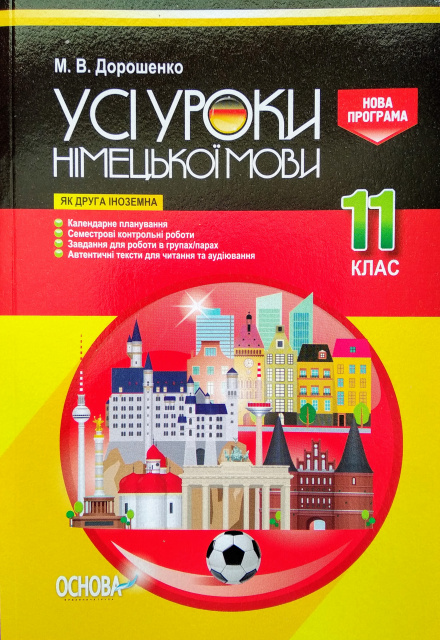 М. В. Дорошенко
УСІ УРОКИ
НІМЕЦЬКОЇ МОВИ
НОВА
ПРОГРАМА
ЯК ДРУГА ІНОЗЕМНА
Календарне планування
Семестрові контрольні роботи
Завдання для роботи в групах/парах
Автентичні тексти для читання та аудіювання
11
КЛАС
ОСНОВА